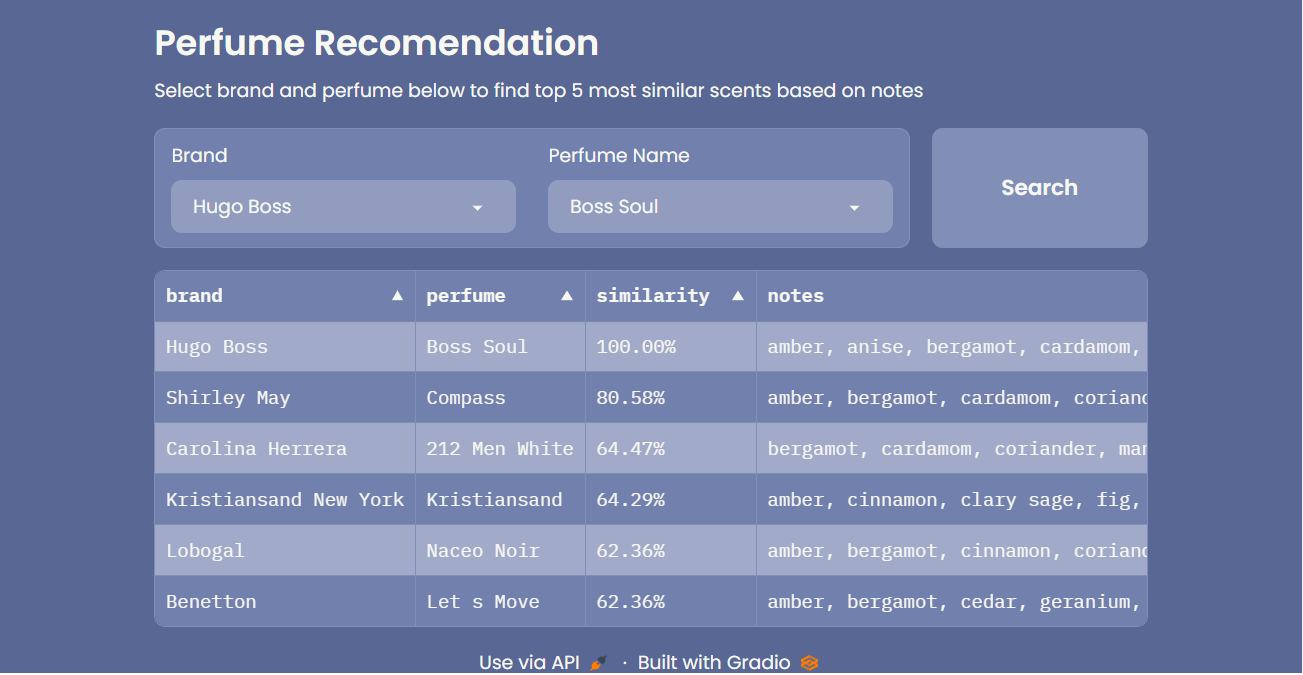 Perfume Recomendation
Select brand and perfume below to find top 5 most similar scents based on notes
Brand Perfume Name
Hugo Boss Boss Soul Search
brand ▲ perfume ▲ similarity ▲ notes
Hugo Boss Boss Soul 100.00% amber, anise, bergamot, cardamom,
Shirley May Compass 80.58% amber, bergamot, cardamom, corianc
Carolina Herrera 212 Men White 64.47% bergamot, cardamom, coriander, mar
Kristiansand New York Kristiansand 64.29% amber, cinnamon, clary sage, fig,
Lobogal Naceo Noir 62.36% amber, bergamot, cinnamon, corianc
Benetton Let s Move 62.36% amber, bergamot, cedar, geranium,
Use via API · Built with Gradio